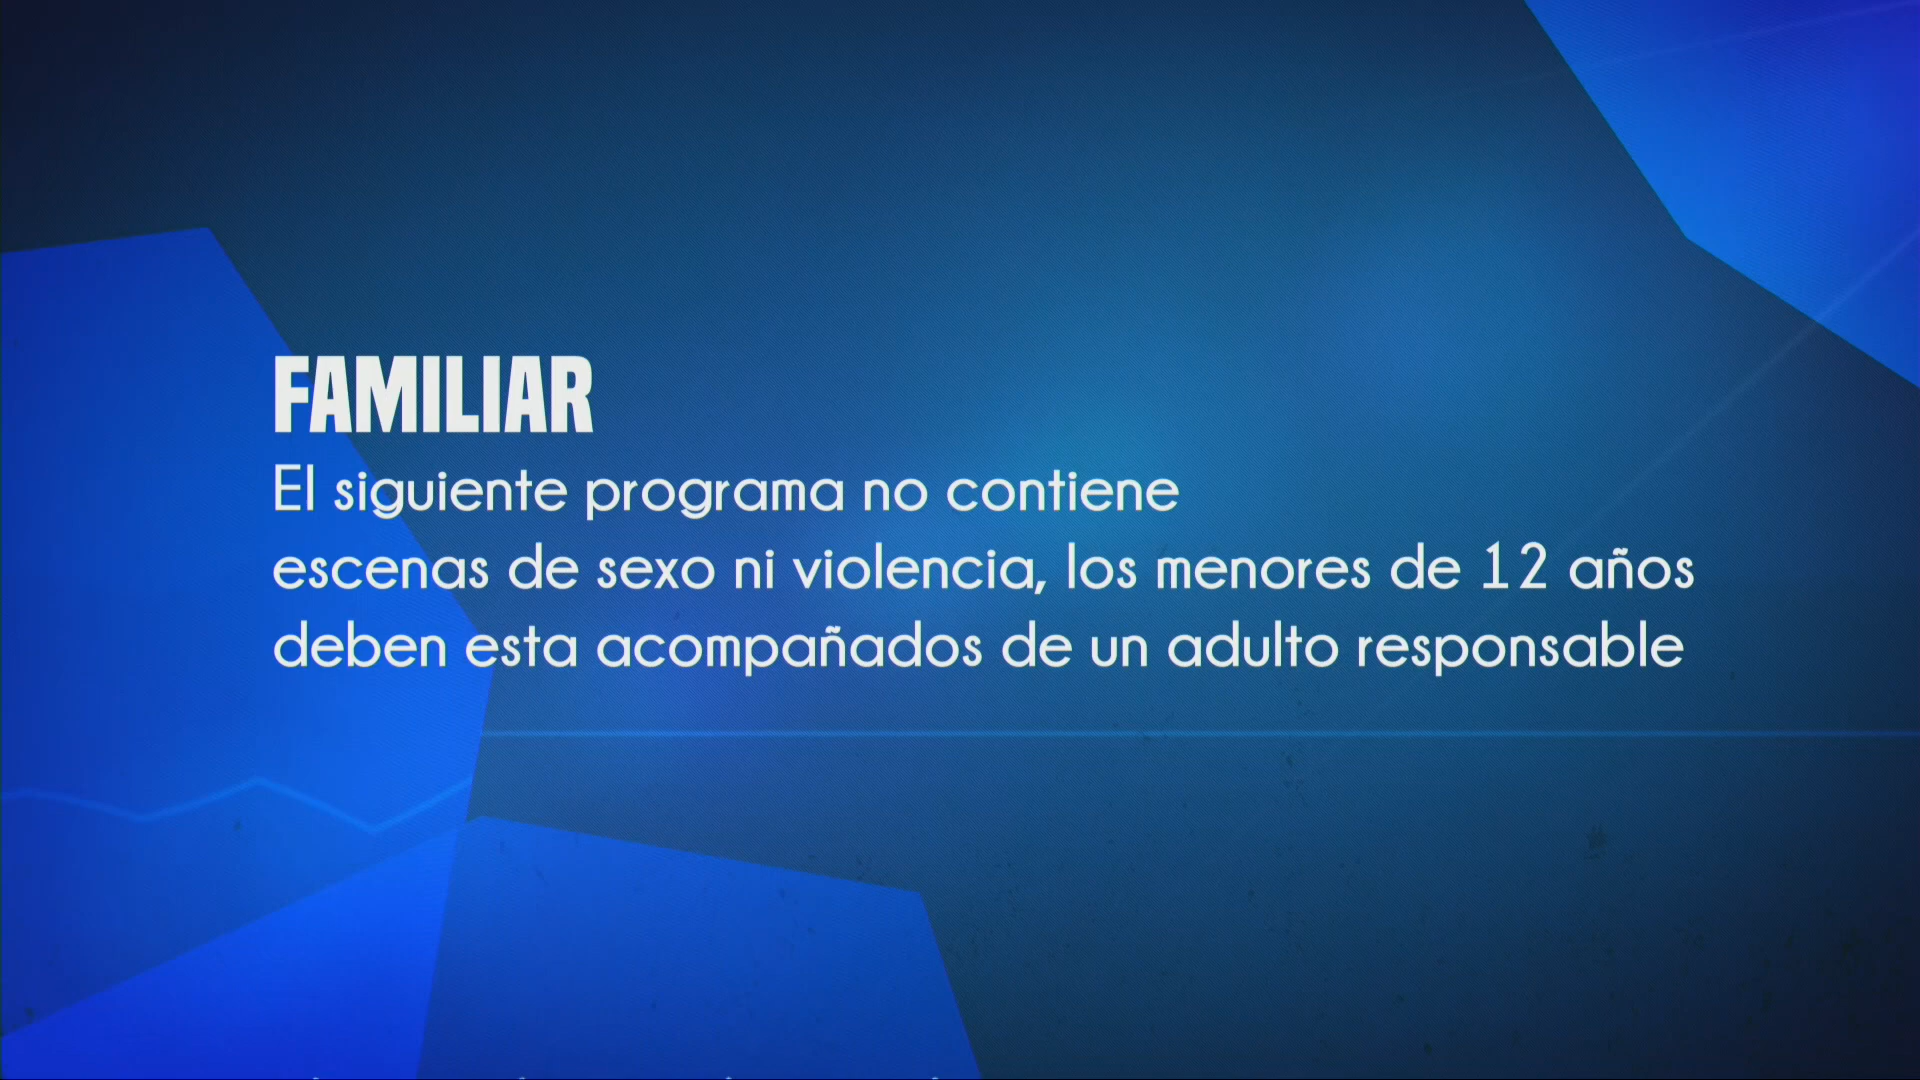 FAMILIAR
El siguiente programa no contiene
escenas de sexo ni violencia, los menores de 12 años
deben esta acompañados de un adulto responsable